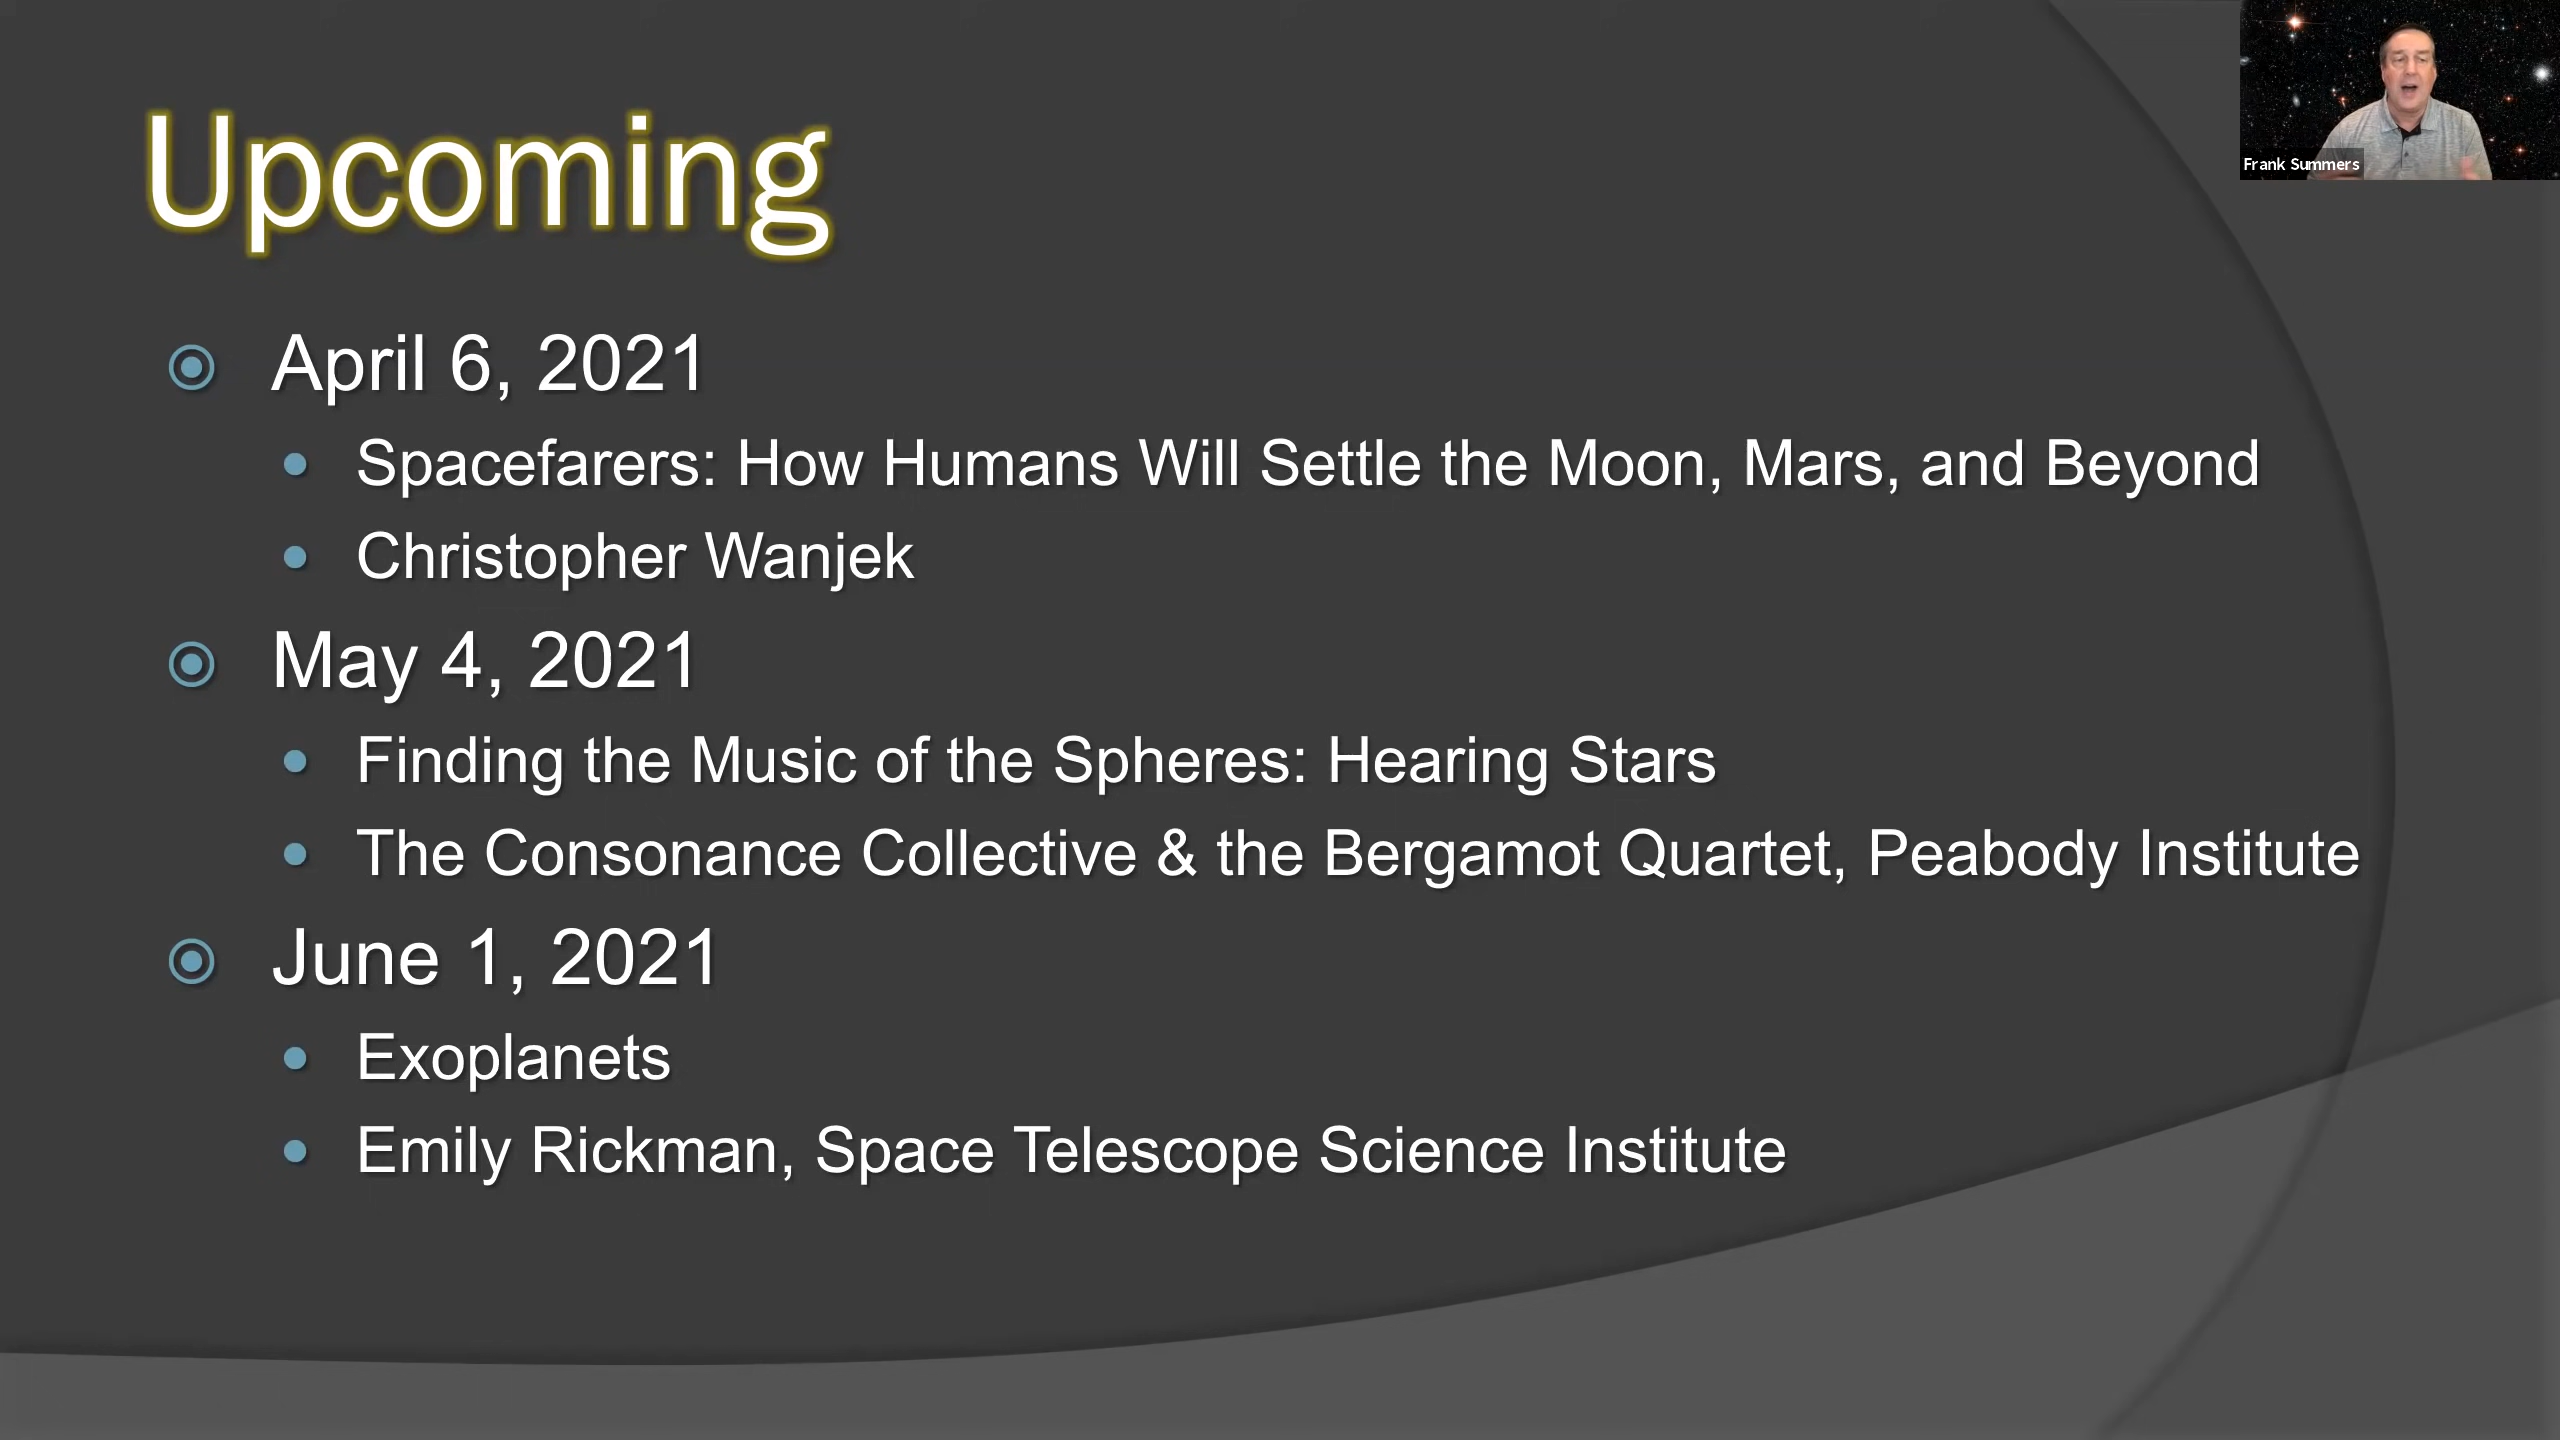 Upcoming
Frank Summers
April 6, 2021
Spacefarers: How Humans Will Settle the Moon, Mars, and Beyond
Christopher Wanjek
May 4, 2021
Finding the Music of the Spheres: Hearing Stars
The Consonance Collective & the Bergamot Quartet, Peabody Institute
June 1, 2021
Exoplanets
Emily Rickman, Space Telescope Science Institute